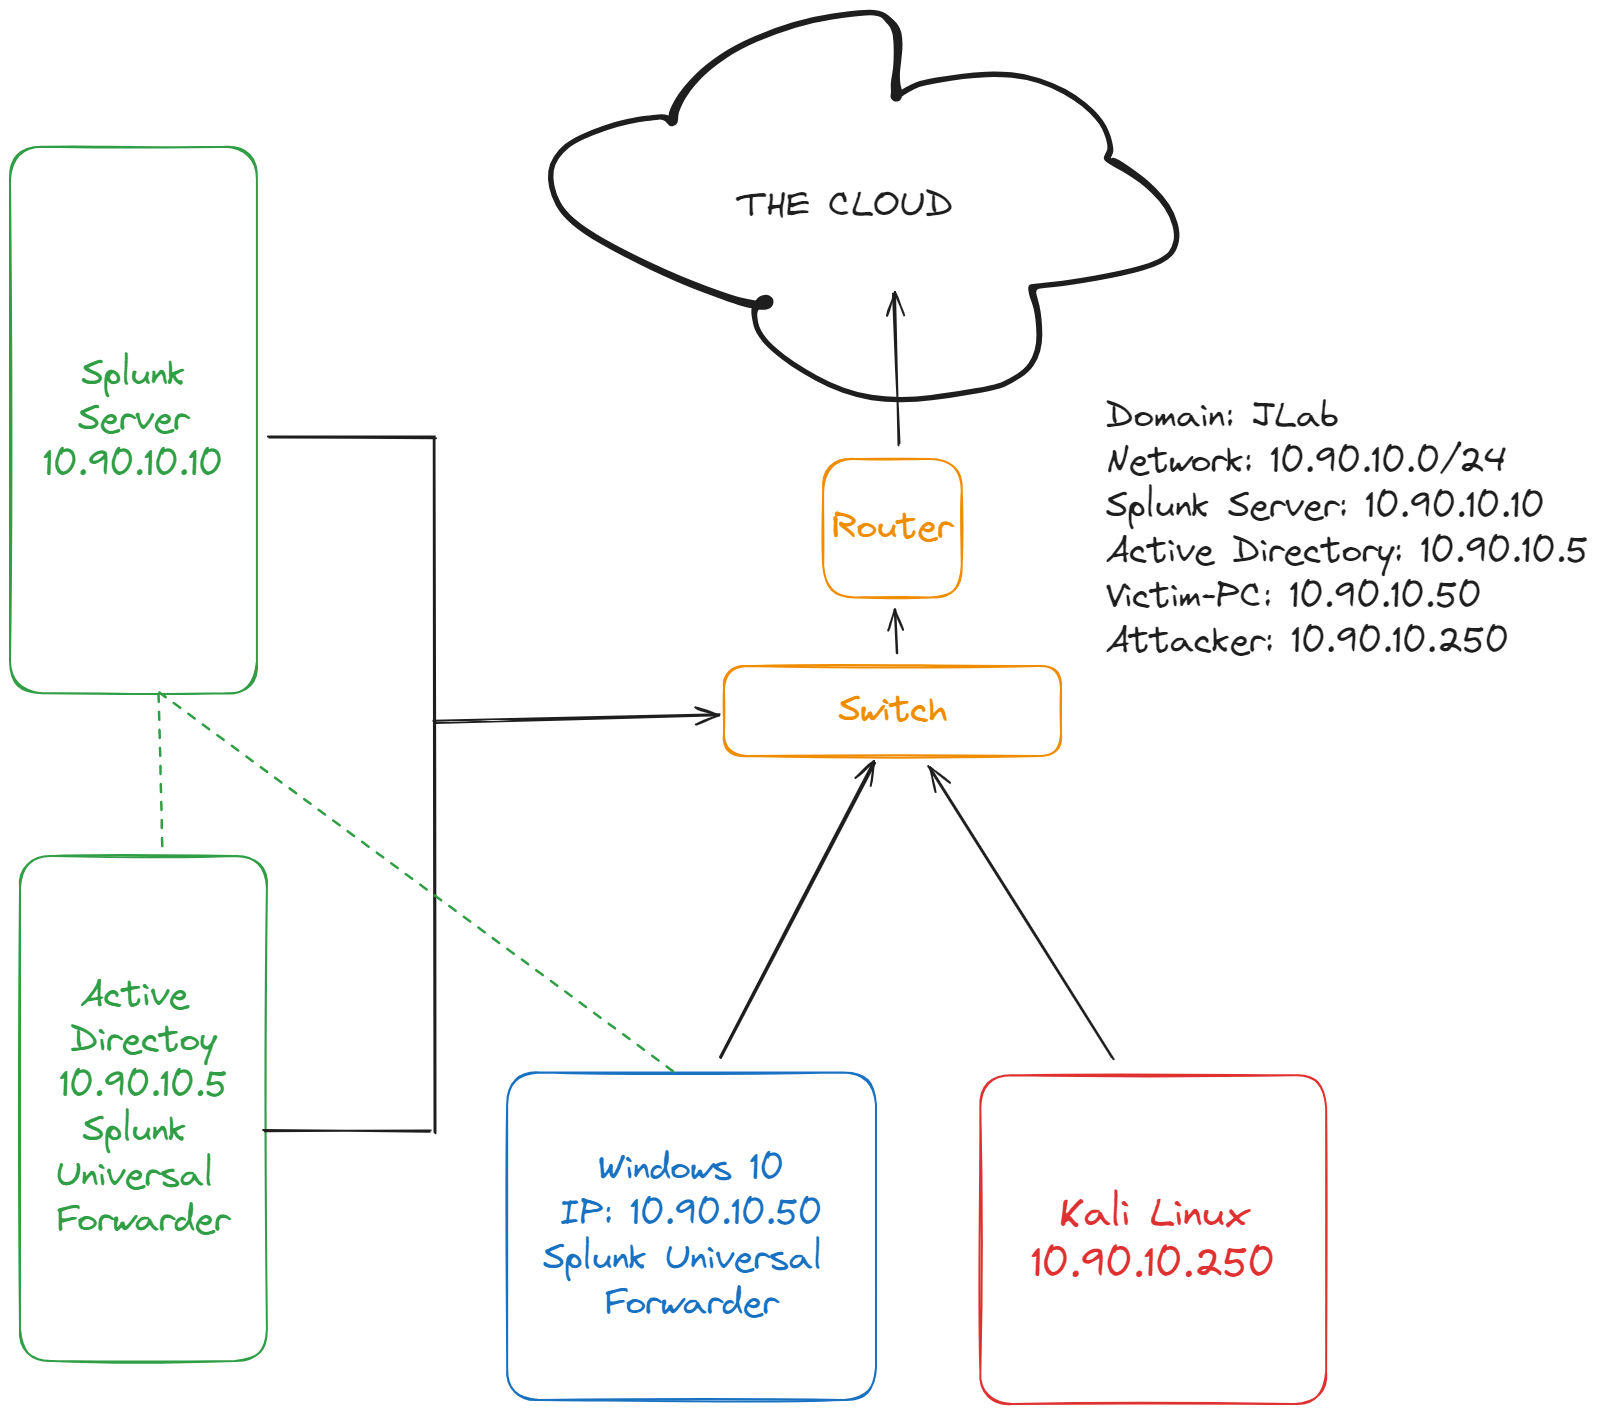 THE CLOUD
Splunk
Server
10.90.10.10
Domain: JLab
Network: 10.90.10.0/24
Splunk Server: 10.90.10.10
Active Directory: 10.90.10.5
Victim-PC: 10.90.10.50
Attacker: 10.90.10.250
Router
Switch
Active
Directoy
10.90.10.5
Splunk
Universal
Forwarder
Windows 10
IP: 10.90.10.50
Splunk Universal
Forwarder
Kali Linux
10.90.10.250